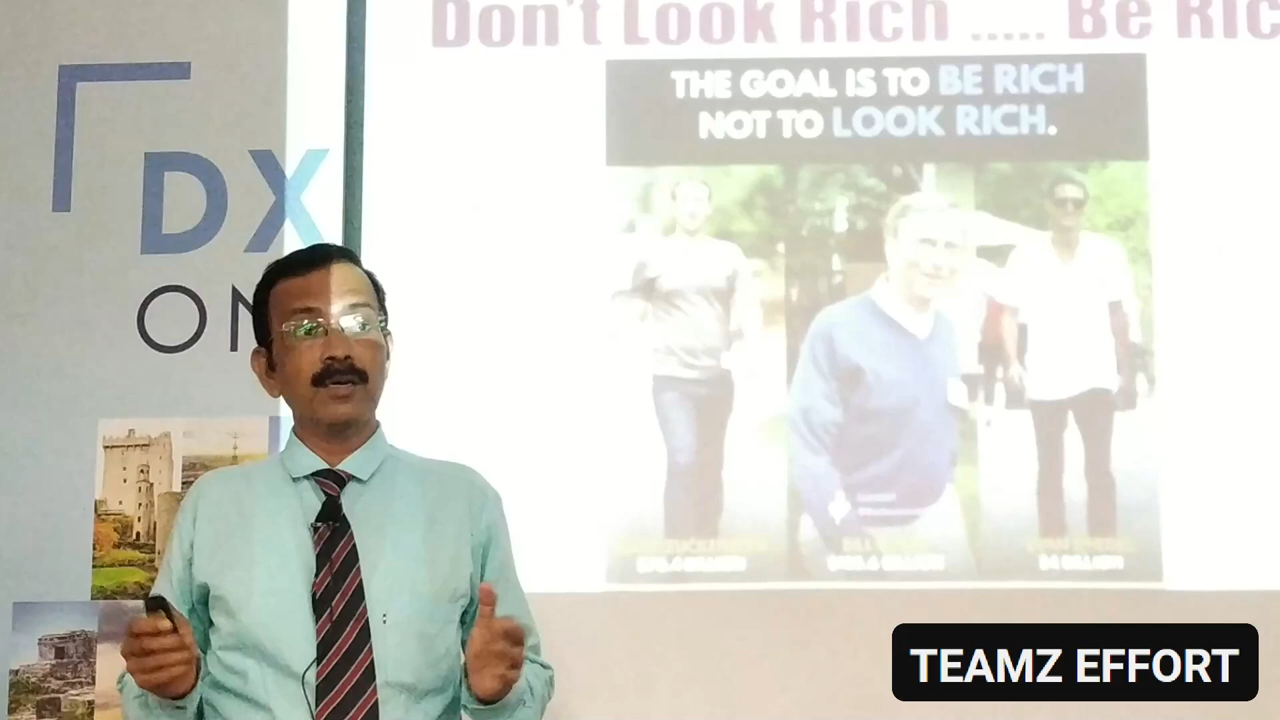 Don't Look Rich ..... Be Ric
THE GOAL IS TO BE RICH
NOT TO LOOK RICH.
DX
ON
TEAMZ EFFORT